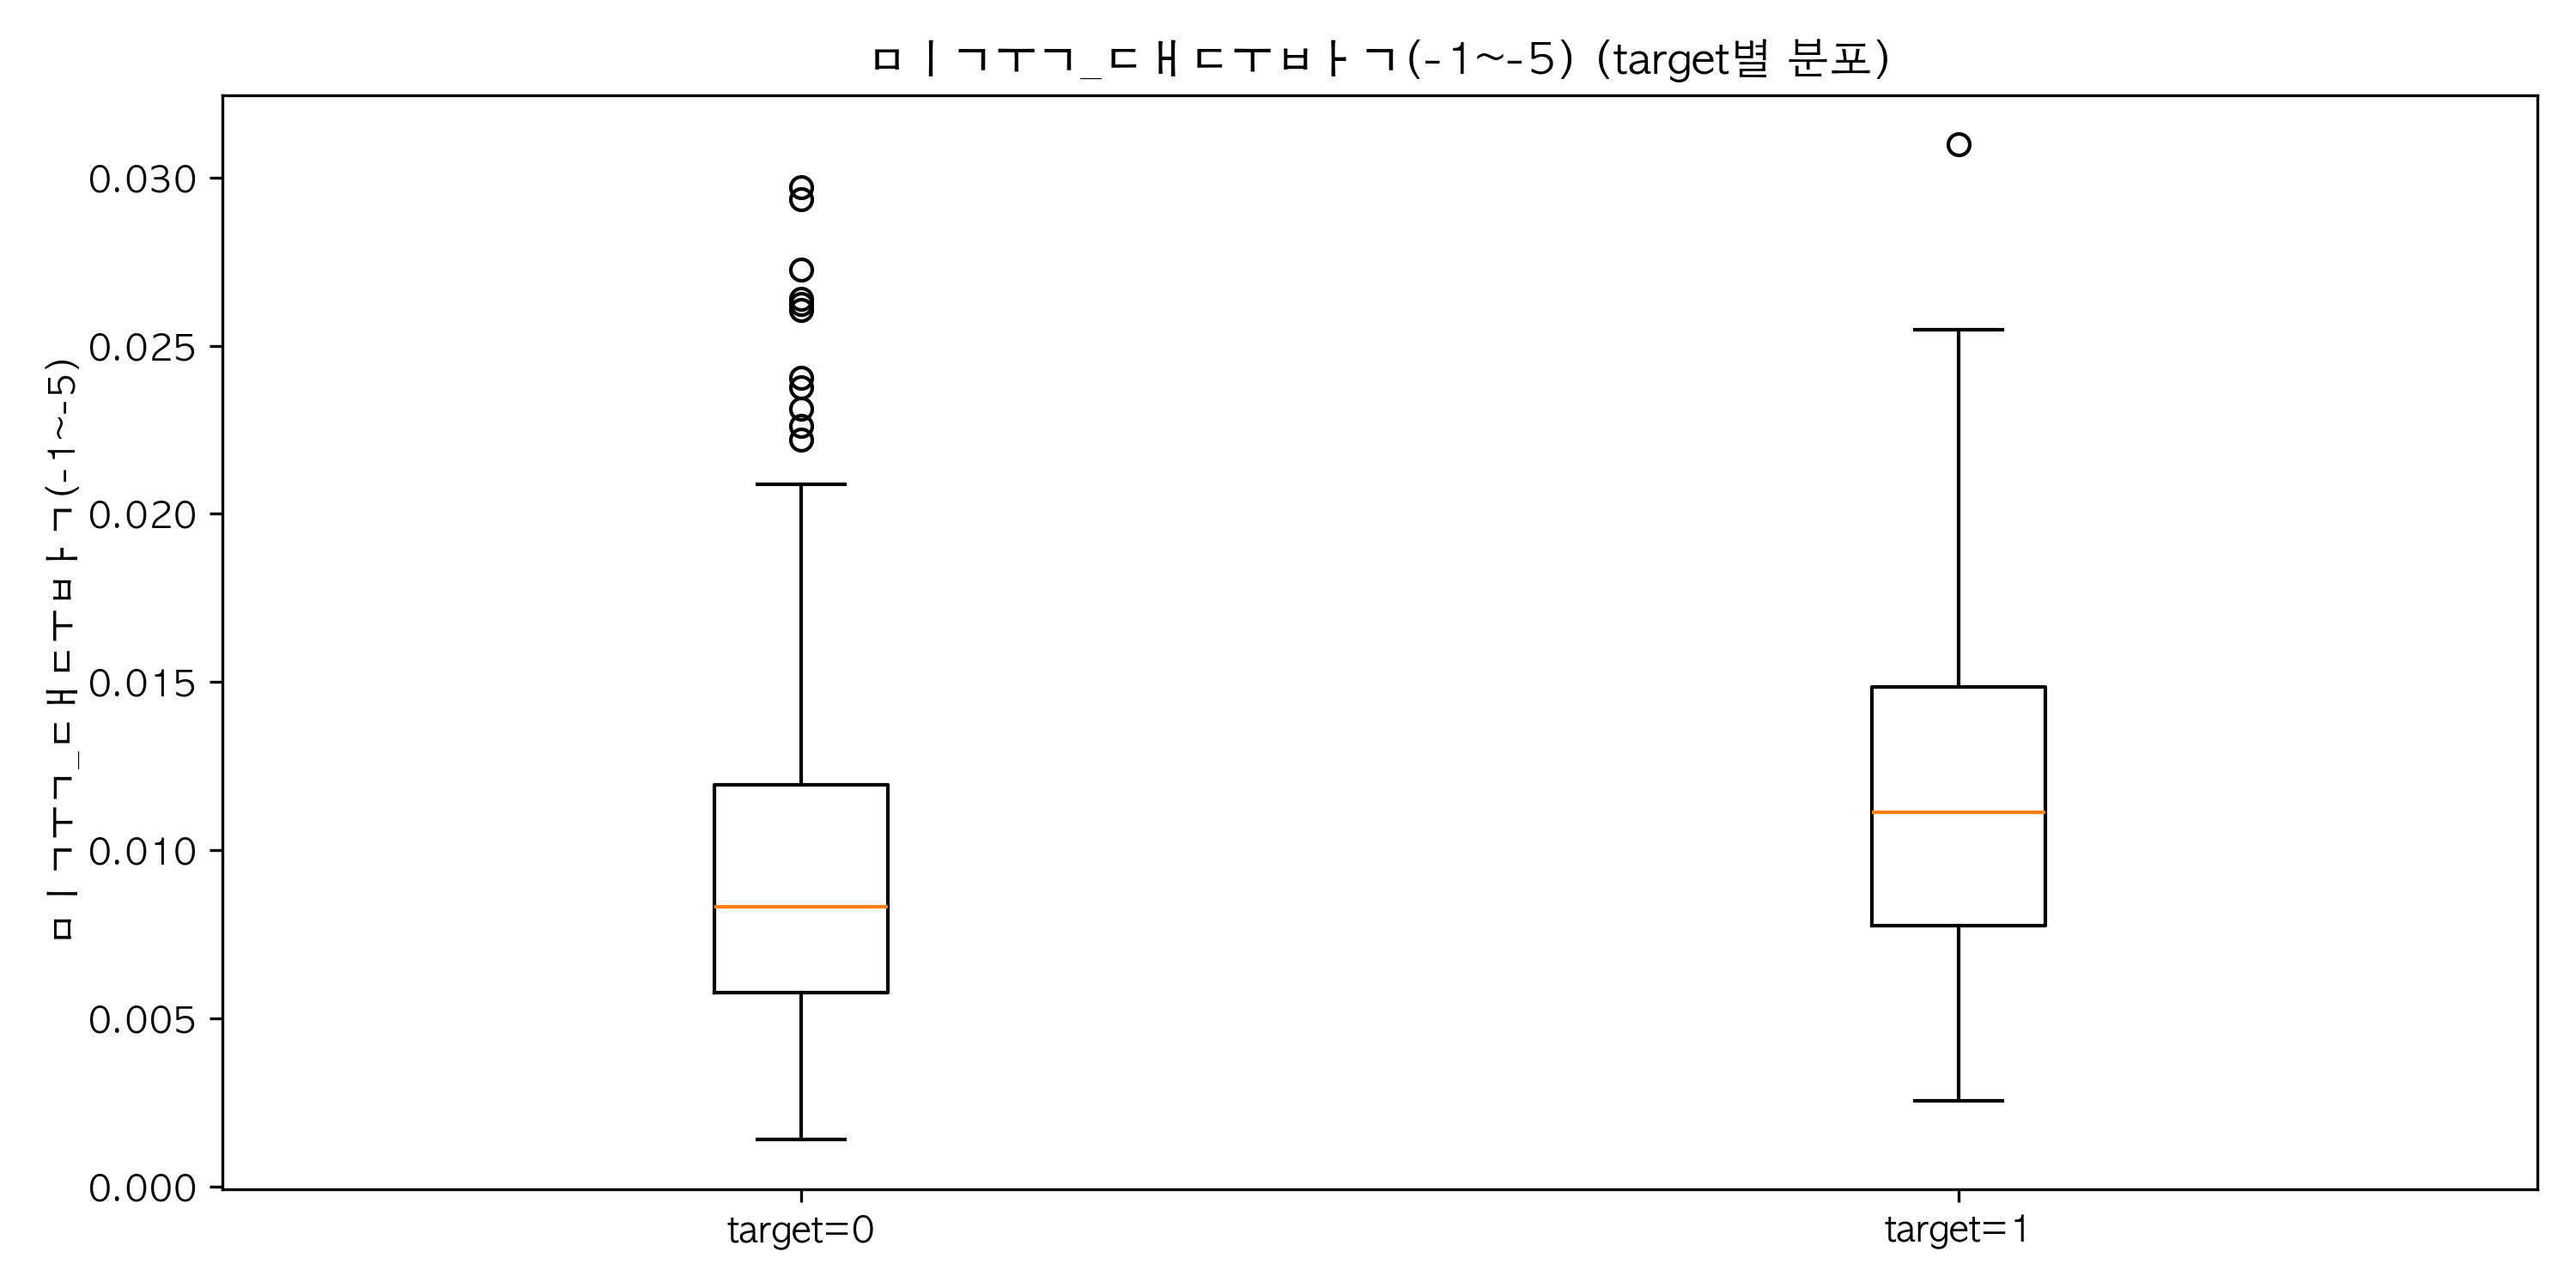 ㅁㅣㄱㅜㄱ_ㄷㅐㄷㅜㅂㅏㄱ(-1~-5) (target별 분포)
ㅁㅣㄱㅜㄱ_ㄷㅐㄷㅜㅂㅏㄱ(-1~-5)
0.030
0.025
0.020
0.015
0.010
0.005
0.000
target=0
target=1